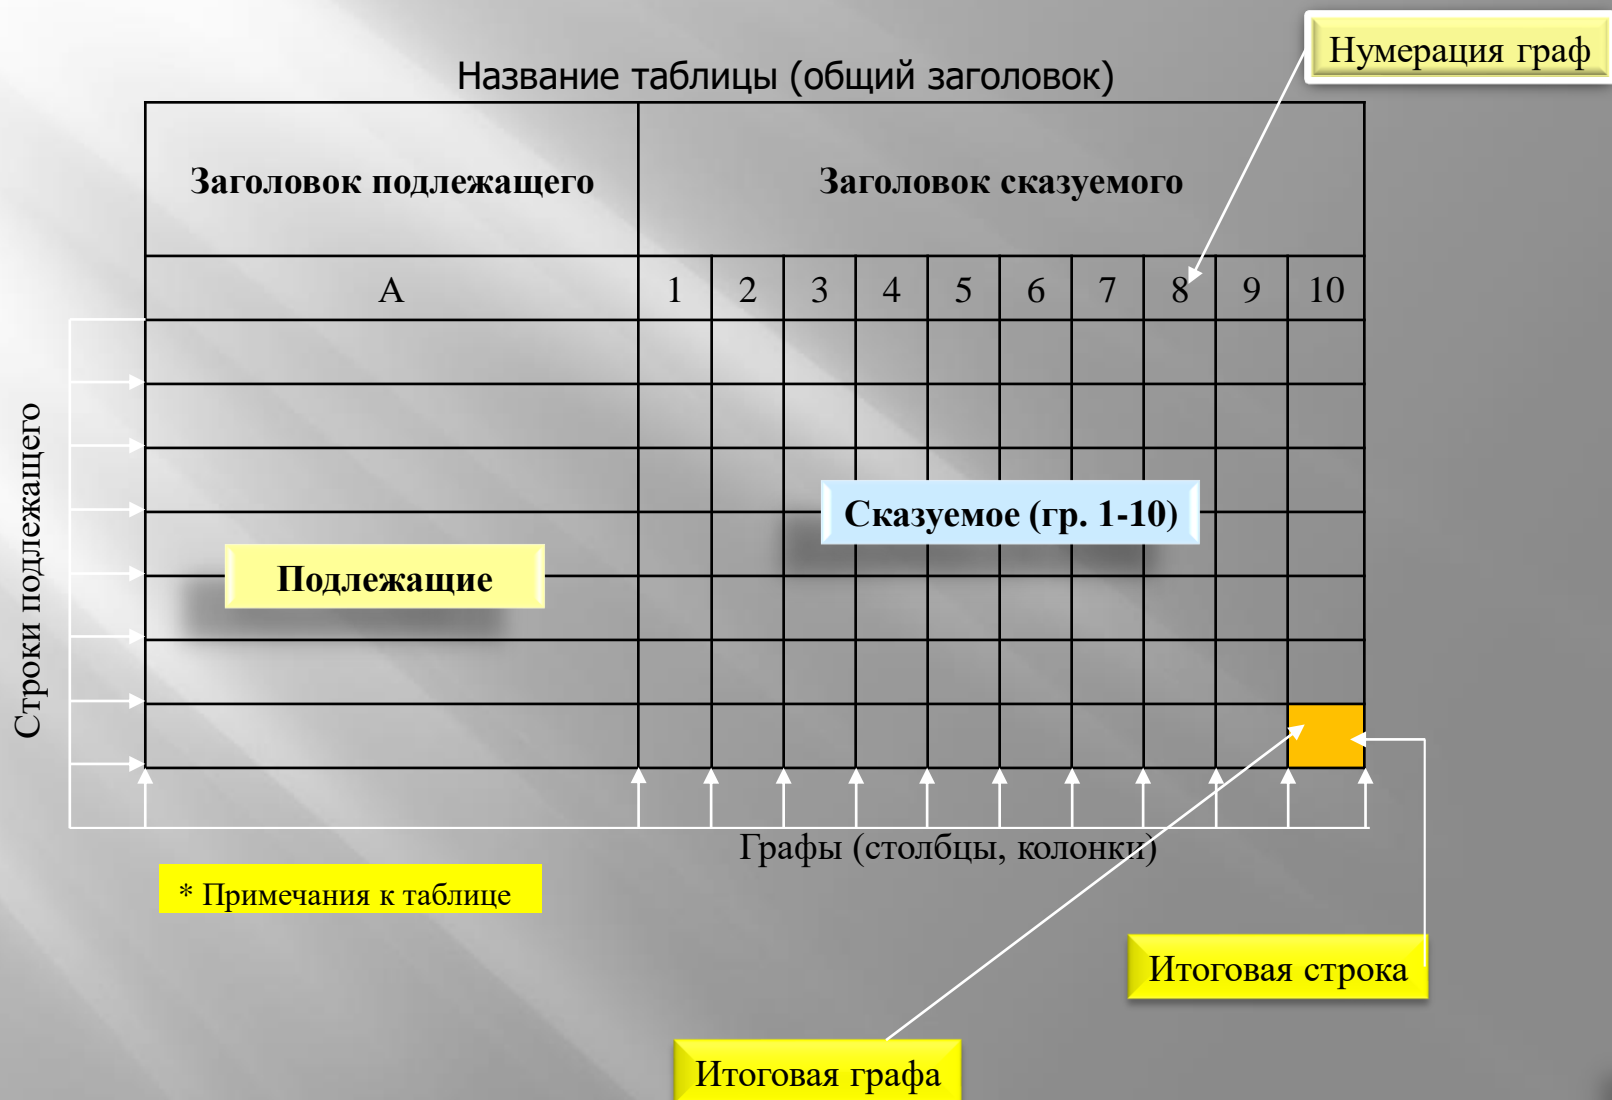 Нумерация граф
Название таблицы (общий заголовок)
Заголовок подлежащего
Заголовок сказуемого
А
1 2 3 4 5 6 7 8 9 10
Строки подлежащего
Сказуемое (гр. 1-10)
Подлежащие
Графы (столбцы, колонки)
* Примечания к таблице
Итоговая строка
Итоговая графа